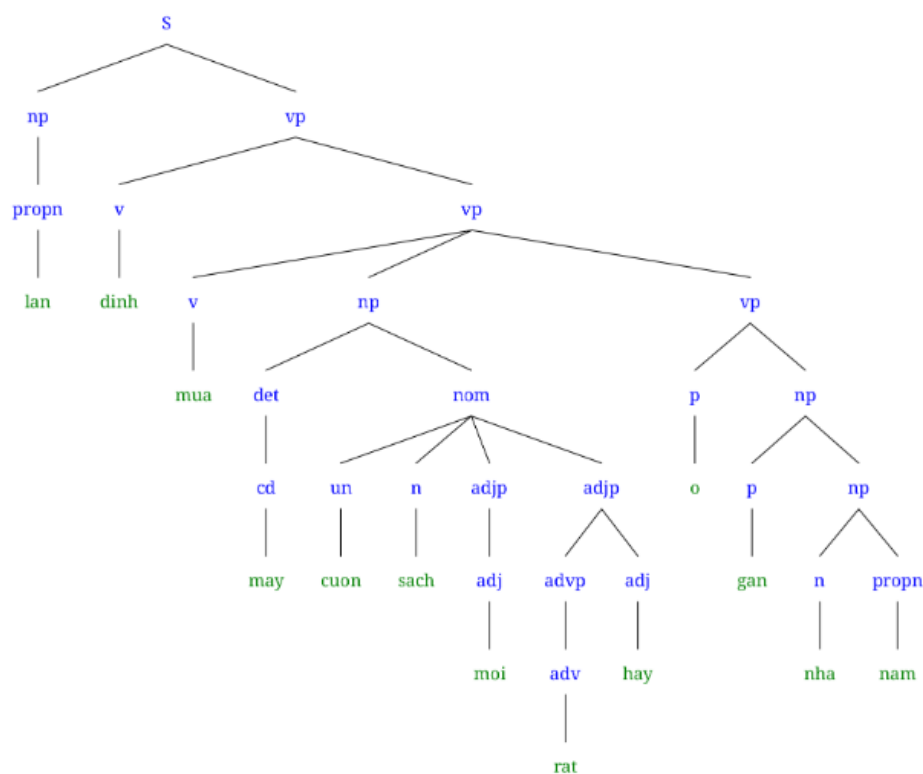 S
np vp
propn v vp
lan dinh v np vp
mua det nom p np
cd un n adjp adjp o p np
may cuon sach adj advp adj gan n propn
moi adv hay nha nam
rat